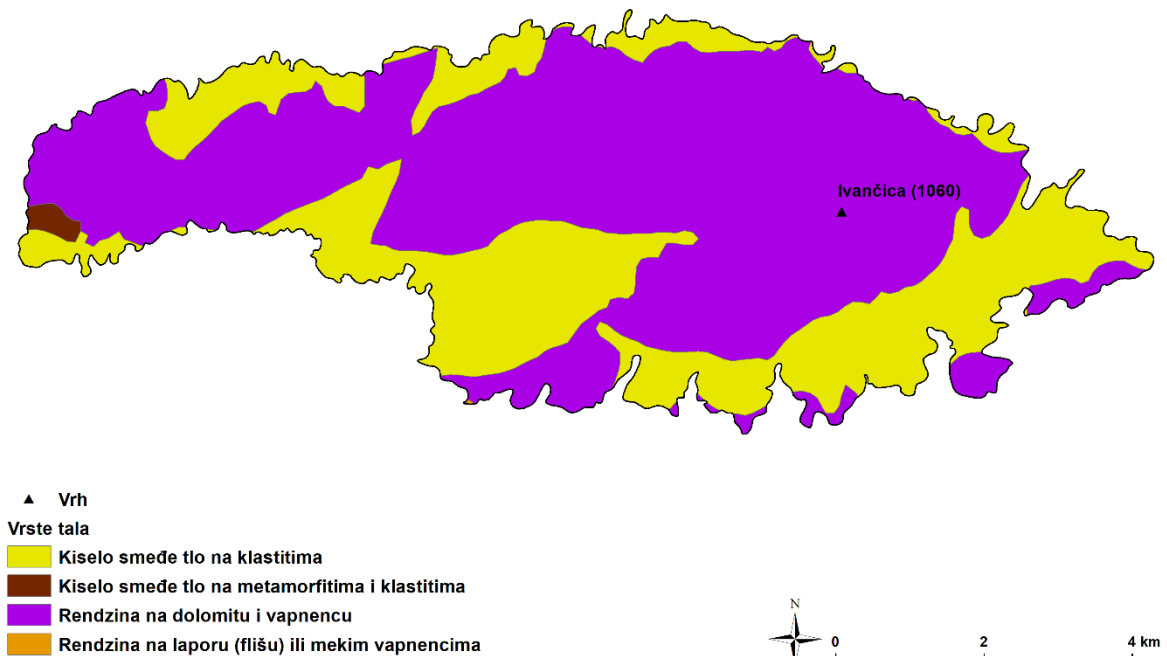 Ivančica (1060)
Vrh
Vrste tala
Kiselo smeđe tlo na klastitima
Kiselo smeđe tlo na metamorfitima i klastitima
Rendzina na dolomitu i vapnencu
Rendzina na laporu (flišu) ili mekim vapnencima
N
0 2 4 km